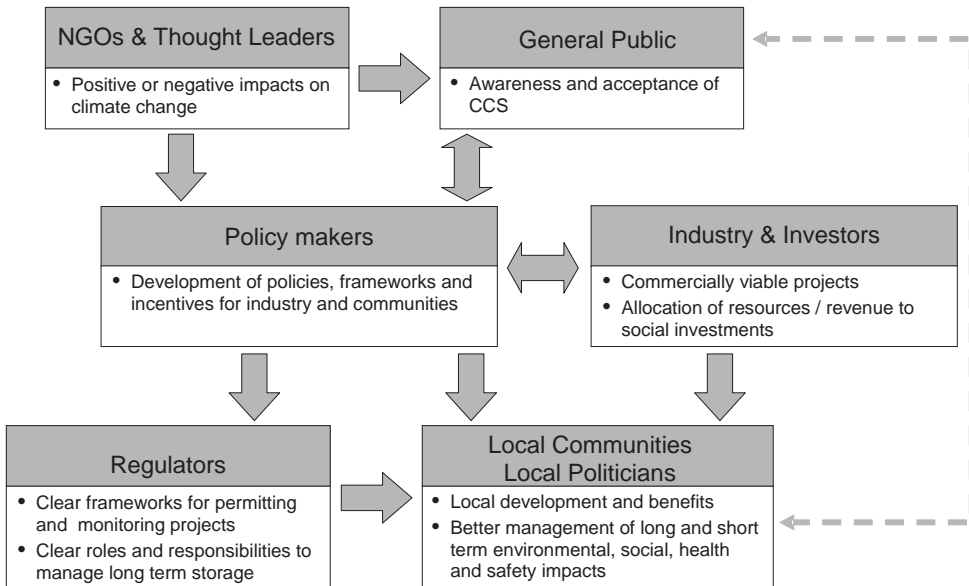 NGOs & Thought Leaders
• Positive or negative impacts on
climate change
General Public
• Awareness and acceptance of
CCS
Policy makers
• Development of policies, frameworks and
incentives for industry and communities
Industry & Investors
• Commercially viable projects
• Allocation of resources / revenue to
social investments
Regulators
• Clear frameworks for permitting
and monitoring projects
• Clear roles and responsibilities to
manage long term storage
Local Communities
Local Politicians
• Local development and benefits
• Better management of long and short
term environmental, social, health
and safety impacts